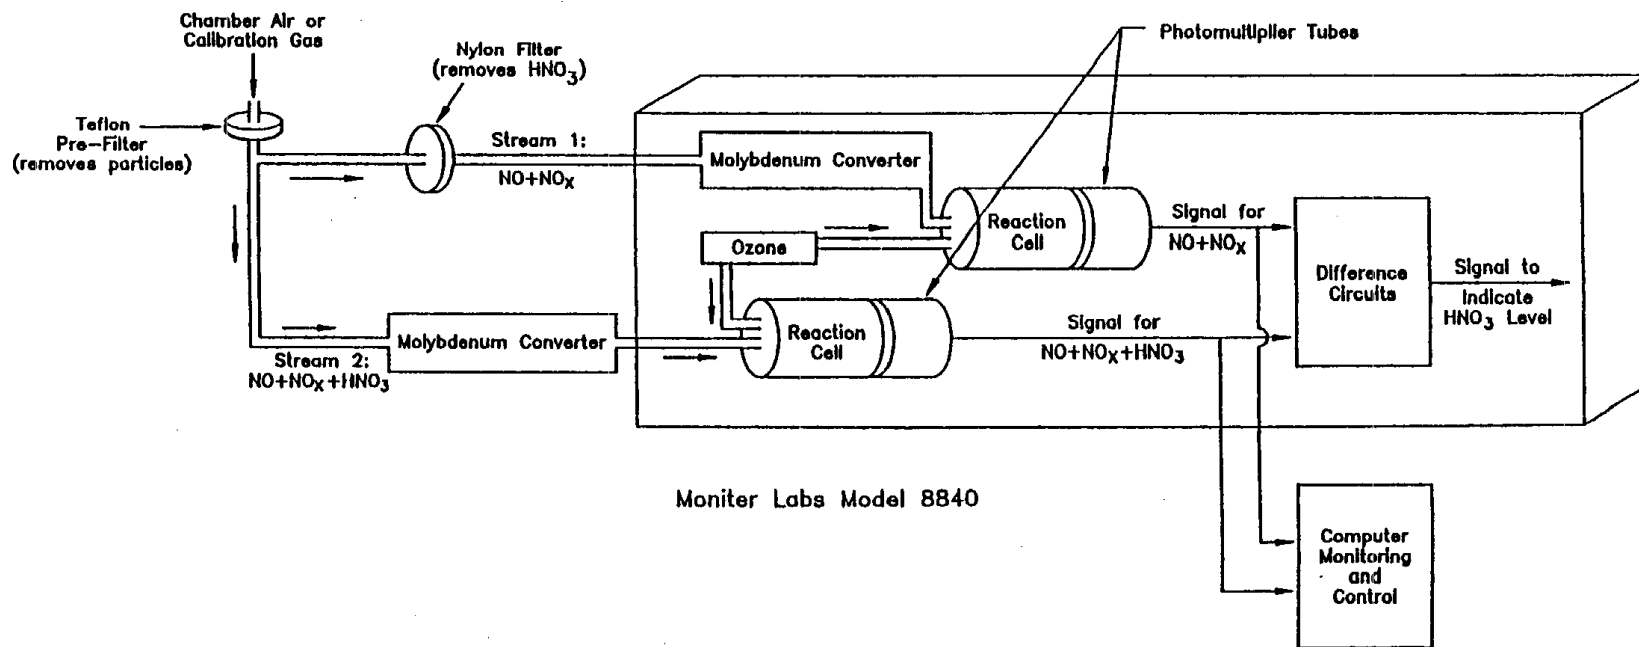 Chamber Air or
Calibration Gas
Photomultiplier Tubes
Nylon Filter
(removes HNO3)
Teflon
Pre-Filter
(removes particles)
Stream 1:
NO+NOX
Molybdenum Converter
Reaction
Cell
Signal for
NO+NOX
Ozone
Difference
Circuits
Signal to
Indicate
HNO3 Level
Molybdenum Converter
Reaction
Cell
Signal for
NO+NOX+HNO3
Stream 2:
NO+NOX+HNO3
Moniter Labs Model 8840
Computer
Monitoring
and
Control